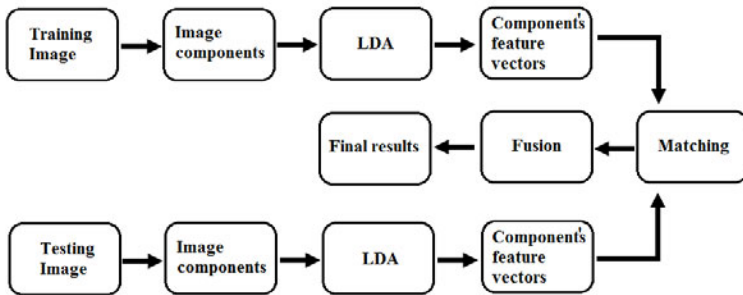 Training
Image
Image
components
LDA
Component's
feature
vectors
Final results
Fusion
Matching
Testing
Image
Image
components
LDA
Component's
feature
vectors